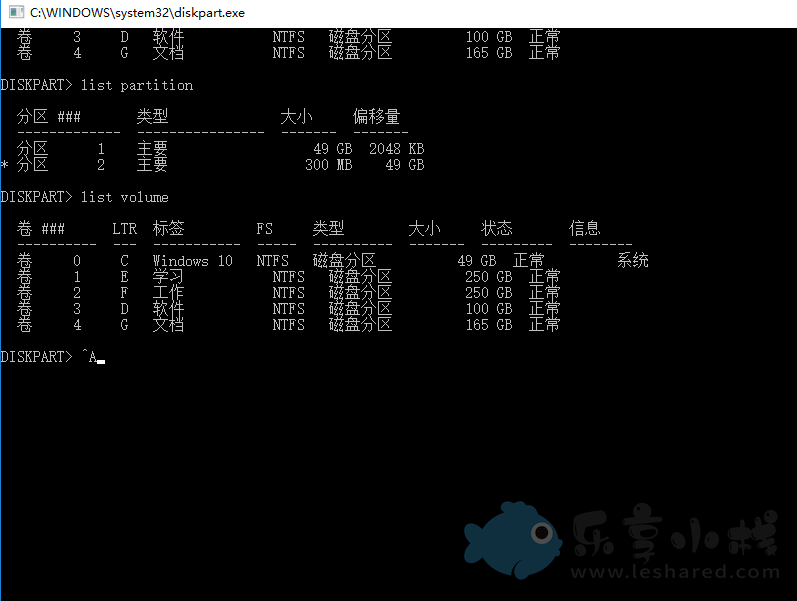 C:\WINDOWS\system32\diskpart.exe
卷 3 D 软件 NTFS 磁盘分区 100 GB 正常
卷 4 G 文档 NTFS 磁盘分区 165 GB 正常
DISKPART> list partition
分区 ### 类型 大小 偏移量
------------- ---------------- ------- -------
分区 1 主要 49 GB 2048 KB
* 分区 2 主要 300 MB 49 GB
DISKPART> list volume
卷 ### LTR 标签 FS 类型 大小 状态 信息
---------- --- ----------- ----- ---------- ------- --------- --------
卷 0 C Windows 10 NTFS 磁盘分区 49 GB 正常 系统
卷 1 E 学习 NTFS 磁盘分区 250 GB 正常
卷 2 F 工作 NTFS 磁盘分区 250 GB 正常
卷 3 D 软件 NTFS 磁盘分区 100 GB 正常
卷 4 G 文档 NTFS 磁盘分区 165 GB 正常
DISKPART> ^A
乐享小栈
www.leshared.com